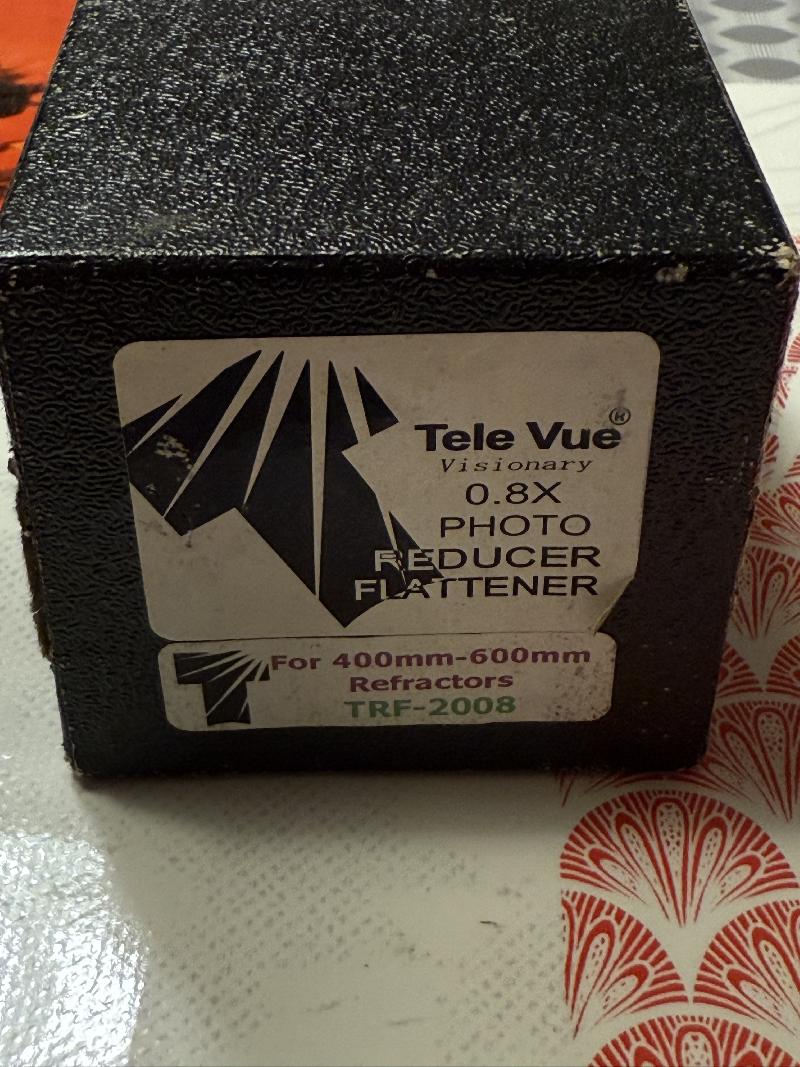 Tele Vue®
Visionary
0.8X
PHOTO
REDUCER
FLATTENER
For 400mm-600mm
Refractors
TRF-2008